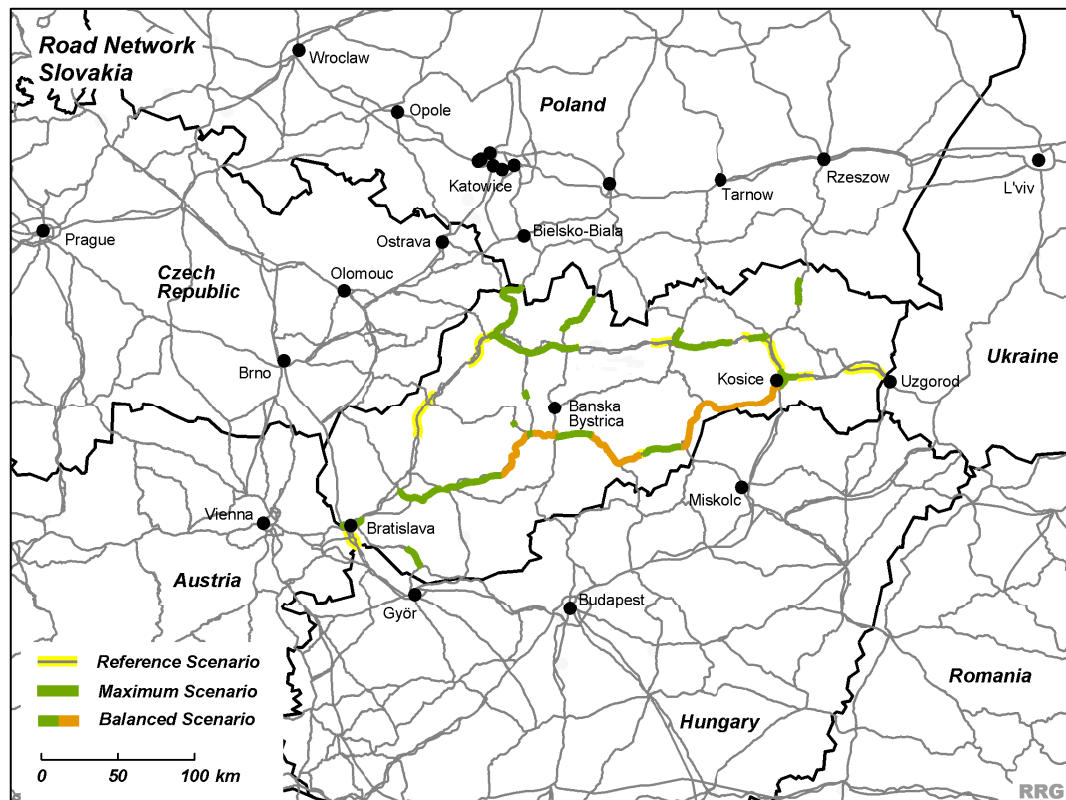 Road Network
Slovakia
Wroclaw
Opole
Poland
Katowice
Tarnow
Rzeszow
L'viv
Prague
Ostrava
Bielsko-Biala
Czech
Republic
Olomouc
Brno
Kosice
Uzgorod
Ukraine
Banska
Bystrica
Miskolc
Vienna
Bratislava
Austria
Györ
Budapest
Romania
Hungary
Reference Scenario
Maximum Scenario
Balanced Scenario
0 50 100 km
RRG